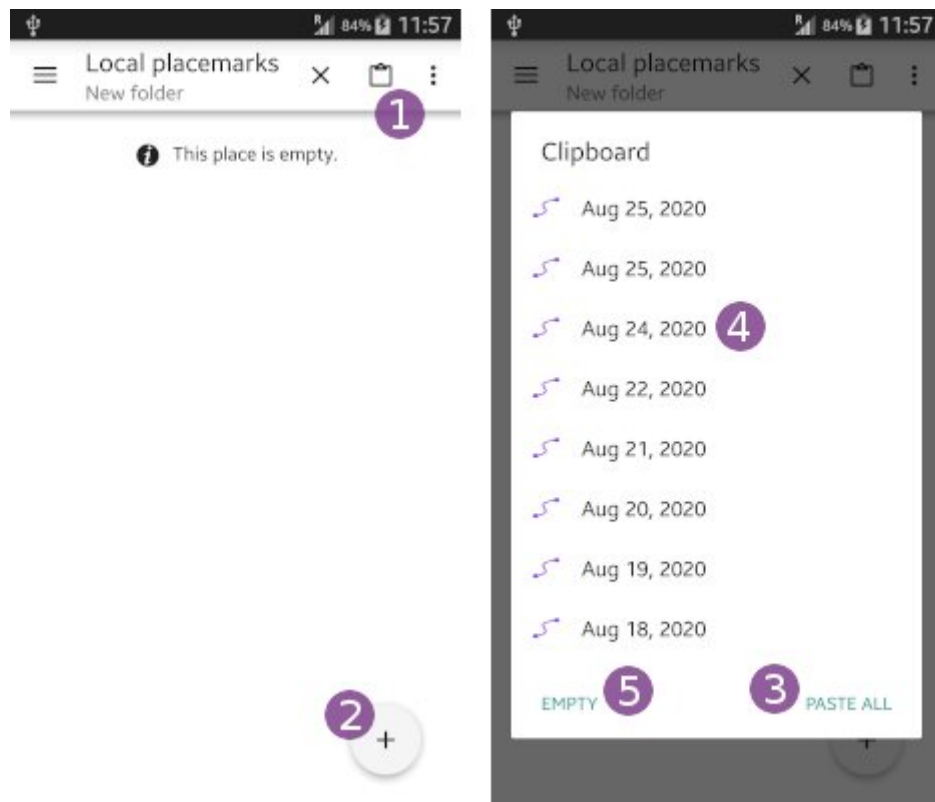 R 84% 11:57
Local placemarks
New folder
1
i This place is empty.
2
+
R 84% 11:57
Local placemarks
New folder
Clipboard
Aug 25, 2020
Aug 25, 2020
Aug 24, 2020 4
Aug 22, 2020
Aug 21, 2020
Aug 20, 2020
Aug 19, 2020
Aug 18, 2020
EMPTY 5 3 PASTE ALL